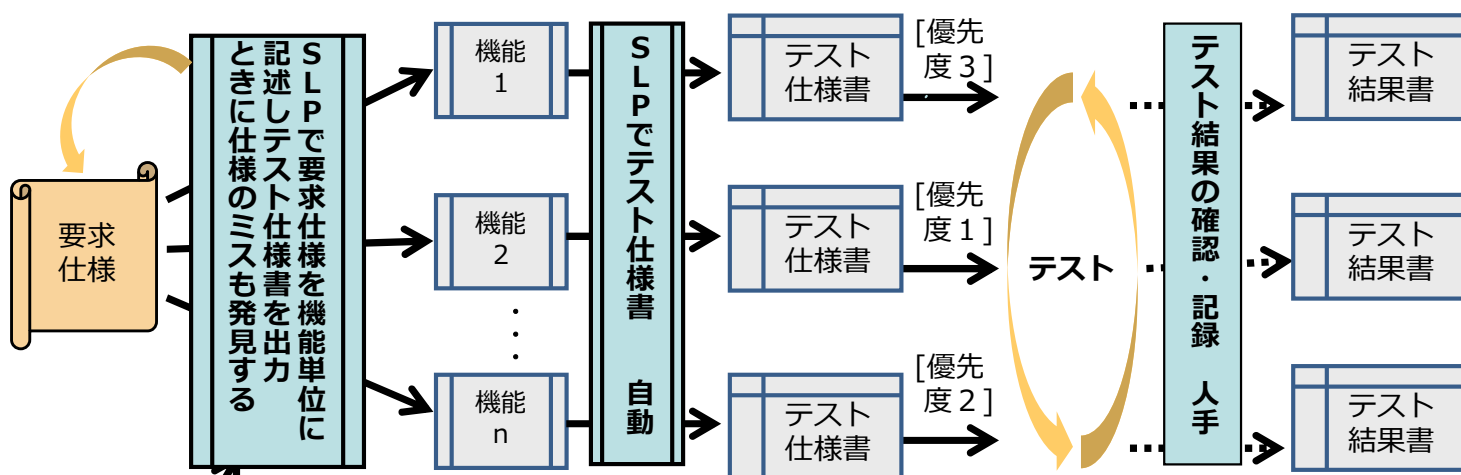 要求
仕様
SLPで要求仕様を機能単位に
記述しテスト仕様書を出力
ときに仕様のミスも発見する
機能
1
機能
2
・・・
機能
n
SLPでテスト仕様書 自動
テスト
仕様書
[優先
度３]
テスト
仕様書
[優先
度１]
テスト
仕様書
[優先
度２]
テスト
テスト結果の確認・記録 人手
テスト
結果書
テスト
結果書
テスト
結果書